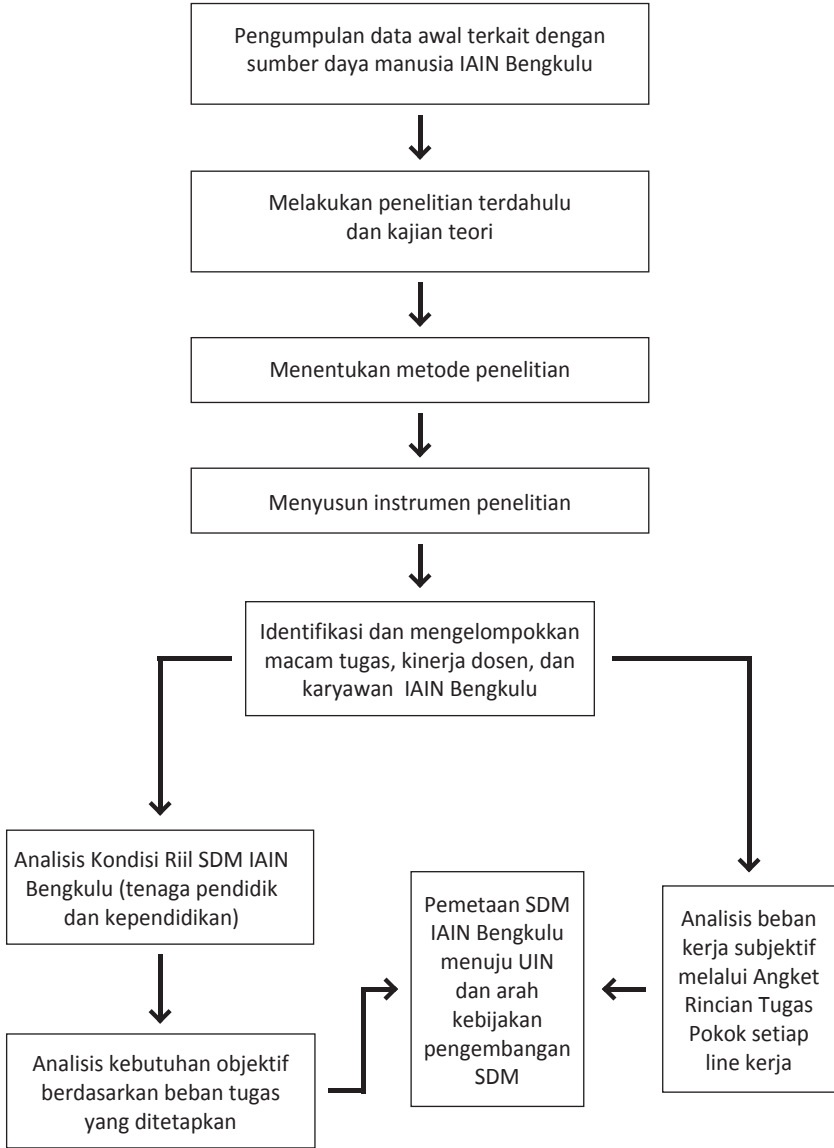 Pengumpulan data awal terkait dengan
sumber daya manusia IAIN Bengkulu
Melakukan penelitian terdahulu
dan kajian teori
Menentukan metode penelitian
Menyusun instrumen penelitian
Identifikasi dan mengelompokkan
macam tugas, kinerja dosen, dan
karyawan IAIN Bengkulu
Analisis Kondisi Riil SDM IAIN
Bengkulu (tenaga pendidik
dan kependidikan)
Analisis kebutuhan objektif
berdasarkan beban tugas
yang ditetapkan
Pemetaan SDM
IAIN Bengkulu
menuju UIN
dan arah
kebijakan
pengembangan
SDM
Analisis beban
kerja subjektif
melalui Angket
Rincian Tugas
Pokok setiap
line kerja